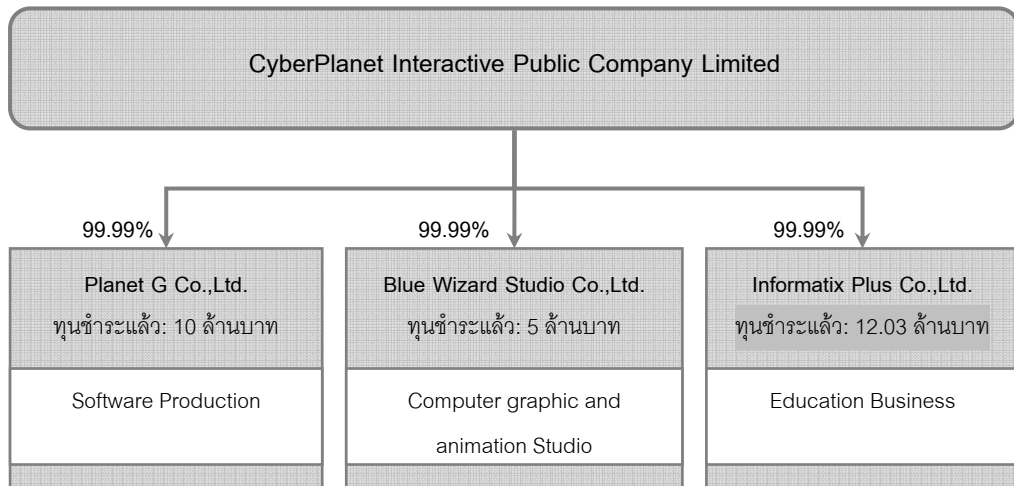 CyberPlanet Interactive Public Company Limited
99.99%
99.99%
99.99%
Planet G Co.,Ltd.
ทุนชำระแล้ว: 10 ล้านบาท
Blue Wizard Studio Co.,Ltd.
ทุนชำระแล้ว: 5 ล้านบาท
Informatix Plus Co.,Ltd.
ทุนชำระแล้ว: 12.03 ล้านบาท
Software Production
Computer graphic and
animation Studio
Education Business